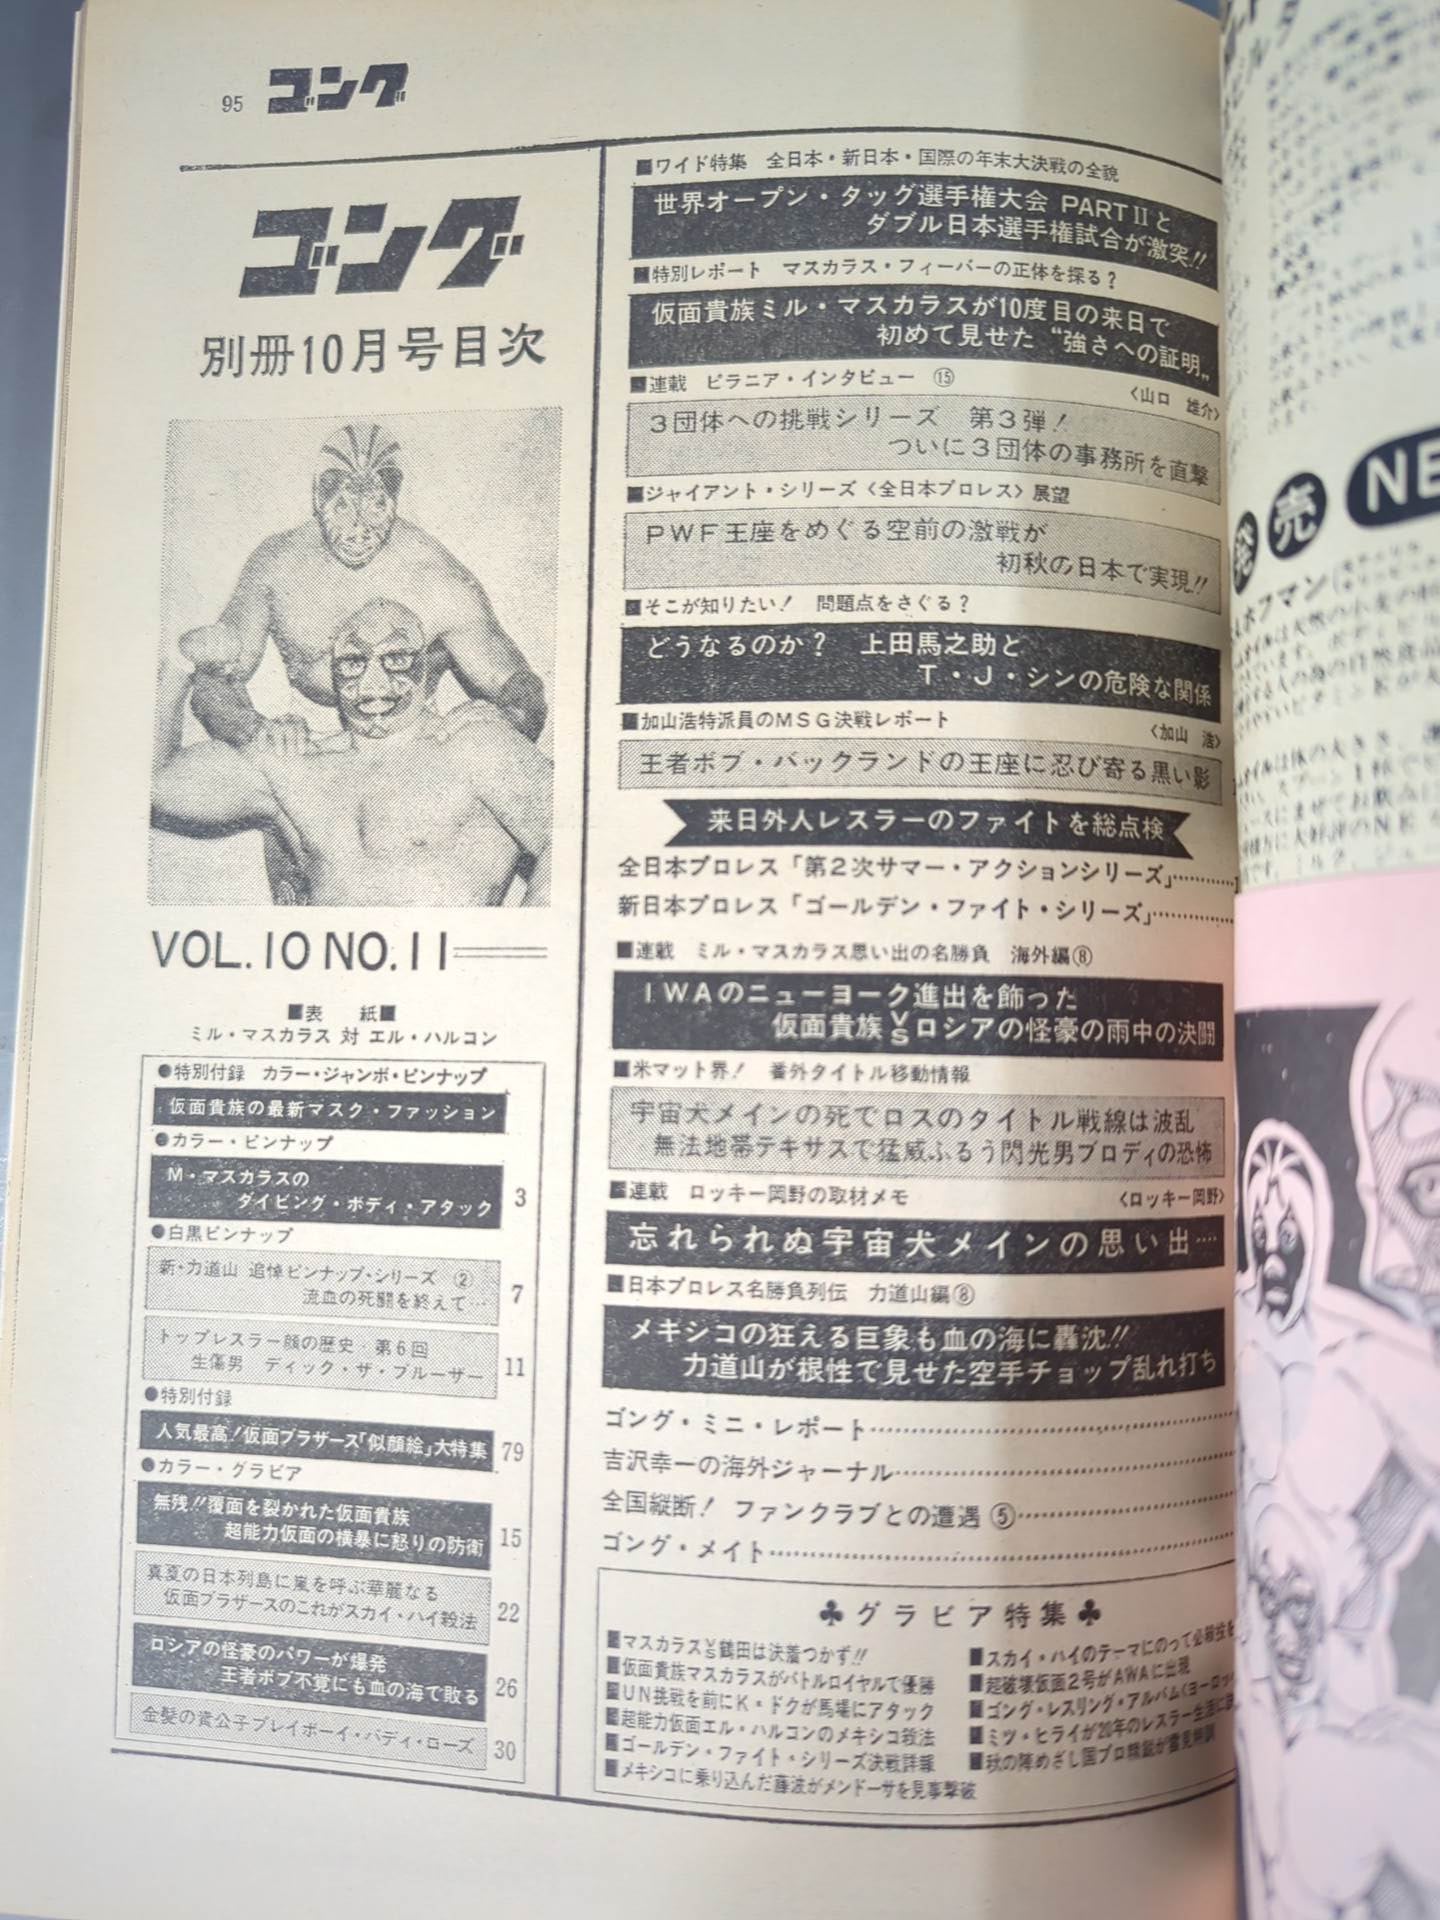 95 ゴング
ゴング
別冊10月号目次
VOL.10 NO.11
■表 紙■
ミル・マスカラス 対 エル・ハルコン
●特別付録 カラー・ジャンボ・ピンナップ
仮面貴族の最新マスク・ファッション
●カラー・ピンナップ
M・マスカラスの
ダイビング・ボディ・アタック 3
●白黒ピンナップ
新・力道山 追悼ピンナップ・シリーズ ②
流血の死闘を終えて… 7
トップレスラー顔の歴史・第6回
生傷男 ディック・ザ・ブルーザー 11
●特別付録
人気最高!仮面ブラザース「似顔絵」大特集 79
●カラー・グラビア
無残!!覆面を裂かれた仮面貴族
超能力仮面の横暴に怒りの防衛 15
真夏の日本列島に嵐を呼ぶ華麗なる
仮面ブラザースのこれがスカイ・ハイ殺法 22
ロシアの怪豪のパワーが爆発
王者ボブ不覚にも血の海で敗る 26
金髪の貴公子プレイボーイ・バディ・ローズ 30
■ワイド特集 全日本・新日本・国際の年末大決戦の全貌
世界オープン・タッグ選手権大会 PARTⅡと
ダブル日本選手権試合が激突!!
■特別レポート マスカラス・フィーバーの正体を探る?
仮面貴族ミル・マスカラスが10度目の来日で
初めて見せた“強さへの証明„
■連載 ピラニア・インタビュー ⑮ 〈山口 雄介〉
3団体への挑戦シリーズ 第3弾!
ついに3団体の事務所を直撃
■ジャイアント・シリーズ〈全日本プロレス〉展望
PWF王座をめぐる空前の激戦が
初秋の日本で実現!!
■そこが知りたい! 問題点をさぐる?
どうなるのか? 上田馬之助と
T・J・シンの危険な関係
■加山浩特派員のMSG決戦レポート 〈加山 浩〉
王者ボブ・バックランドの王座に忍び寄る黒い影
来日外人レスラーのファイトを総点検
全日本プロレス「第2次サマー・アクションシリーズ」…………
新日本プロレス「ゴールデン・ファイト・シリーズ」……………
■連載 ミル・マスカラス思い出の名勝負 海外編⑧
IWAのニューヨーク進出を飾った
仮面貴族VSロシアの怪豪の雨中の決闘
■米マット界! 番外タイトル移動情報
宇宙犬メインの死でロスのタイトル戦線は波乱
無法地帯テキサスで猛威ふるう閃光男ブロディの恐怖
■連載 ロッキー岡野の取材メモ 〈ロッキー岡野〉
忘れられぬ宇宙犬メインの思い出‥‥
■日本プロレス名勝負列伝 力道山編⑧
メキシコの狂える巨象も血の海に轟沈!!
力道山が根性で見せた空手チョップ乱れ打ち
ゴング・ミニ・レポート……………………
吉沢幸一の海外ジャーナル……………………
全国縦断! ファンクラブとの遭遇 ⑤……………
ゴング・メイト…………………………
♣グラビア特集♣
■マスカラスVS鶴田は決着つかず!!
■仮面貴族マスカラスがバトルロイヤルで優勝
■UN挑戦を前にK・ドクが馬場にアタック
■超能力仮面エル・ハルコンのメキシコ殺法
■ゴールデン・ファイト・シリーズ決戦詳報
■メキシコに乗り込んだ藤波がメンドーサを見事撃破
■スカイ・ハイのテーマにのって必殺技を
■超破壊仮面2号がAWAに出現
■ゴング・レスリング・アルバム〈ヨーロッ
■ミツ・ヒライが20年のレスラー生活に
■秋の陣めざし国プロ精鋭が
発売 NE
ホフマン